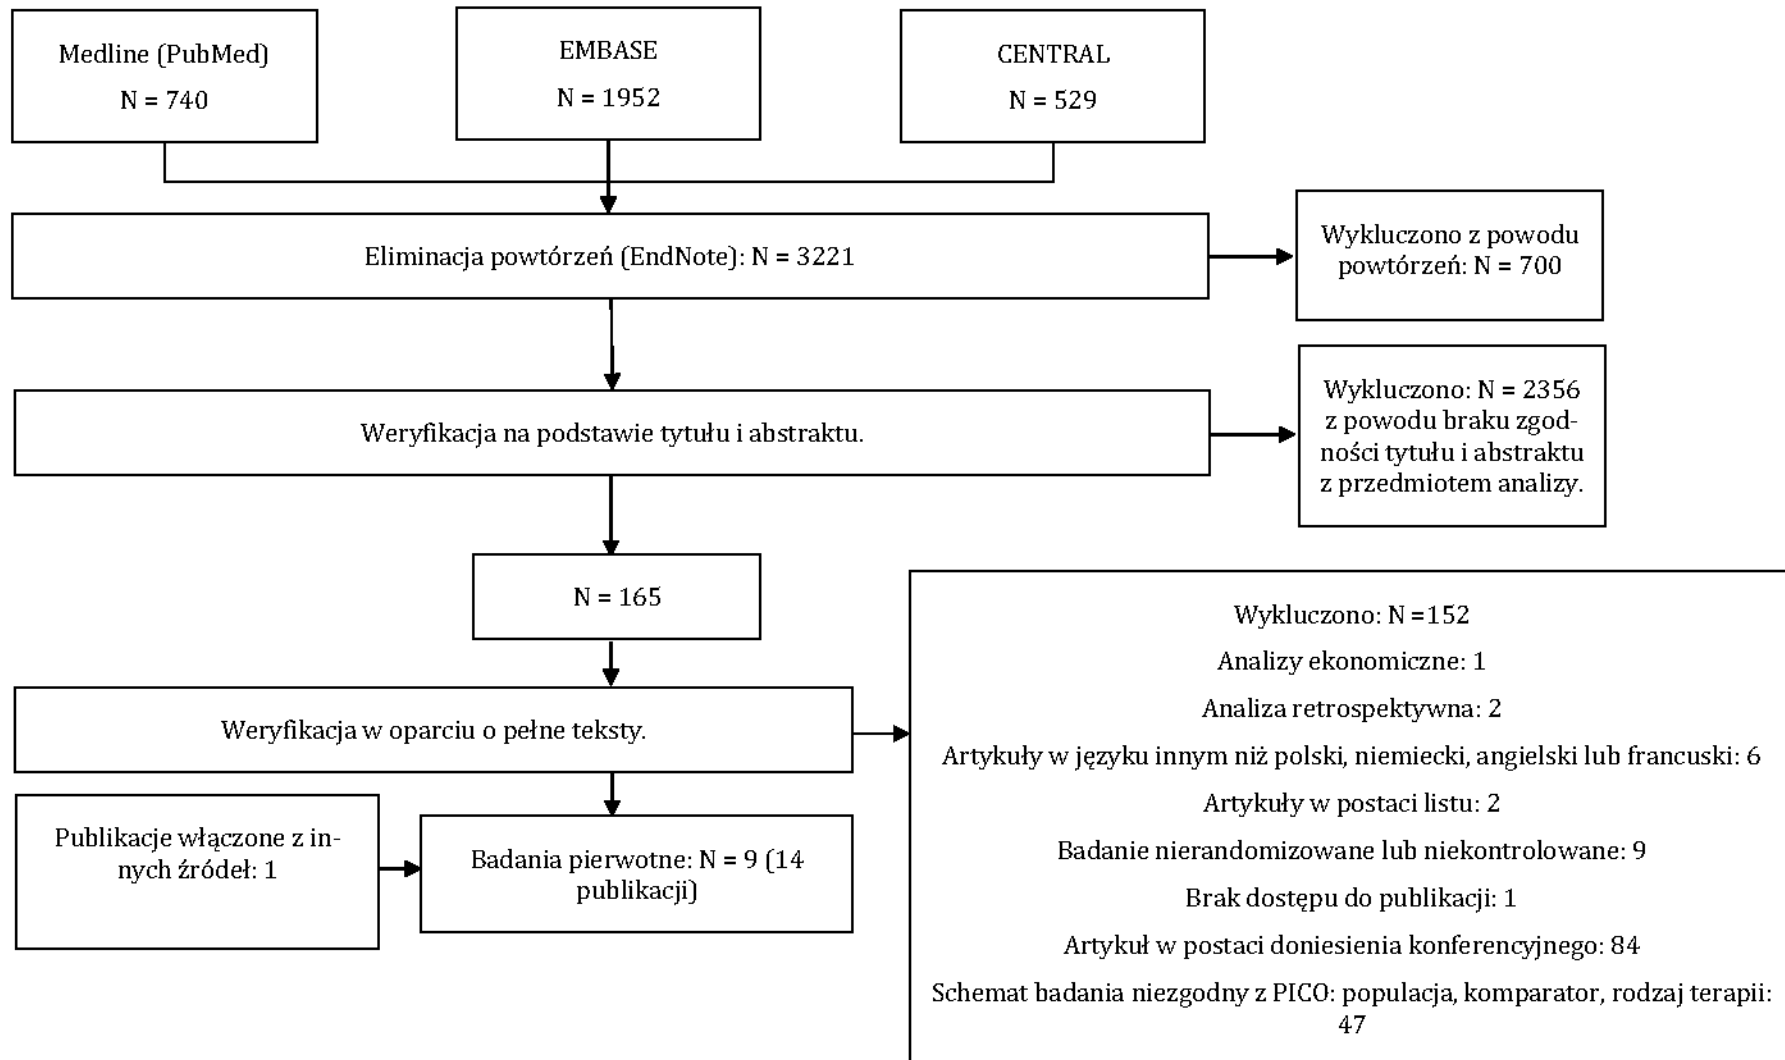 Medline (PubMed)
N = 740
EMBASE
N = 1952
CENTRAL
N = 529
Eliminacja powtórzeń (EndNote): N = 3221
Wykluczono z powodu
powtórzeń: N = 700
Weryfikacja na podstawie tytułu i abstraktu.
Wykluczono: N = 2356
z powodu braku zgod-
ności tytułu i abstraktu
z przedmiotem analizy.
N = 165
Weryfikacja w oparciu o pełne teksty.
Wykluczono: N =152
Analizy ekonomiczne: 1
Analiza retrospektywna: 2
Artykuły w języku innym niż polski, niemiecki, angielski lub francuski: 6
Artykuły w postaci listu: 2
Badanie nierandomizowane lub niekontrolowane: 9
Brak dostępu do publikacji: 1
Artykuł w postaci doniesienia konferencyjnego: 84
Schemat badania niezgodny z PICO: populacja, komparator, rodzaj terapii:
47
Publikacje włączone z in-
nych źródeł: 1
Badania pierwotne: N = 9 (14
publikacji)